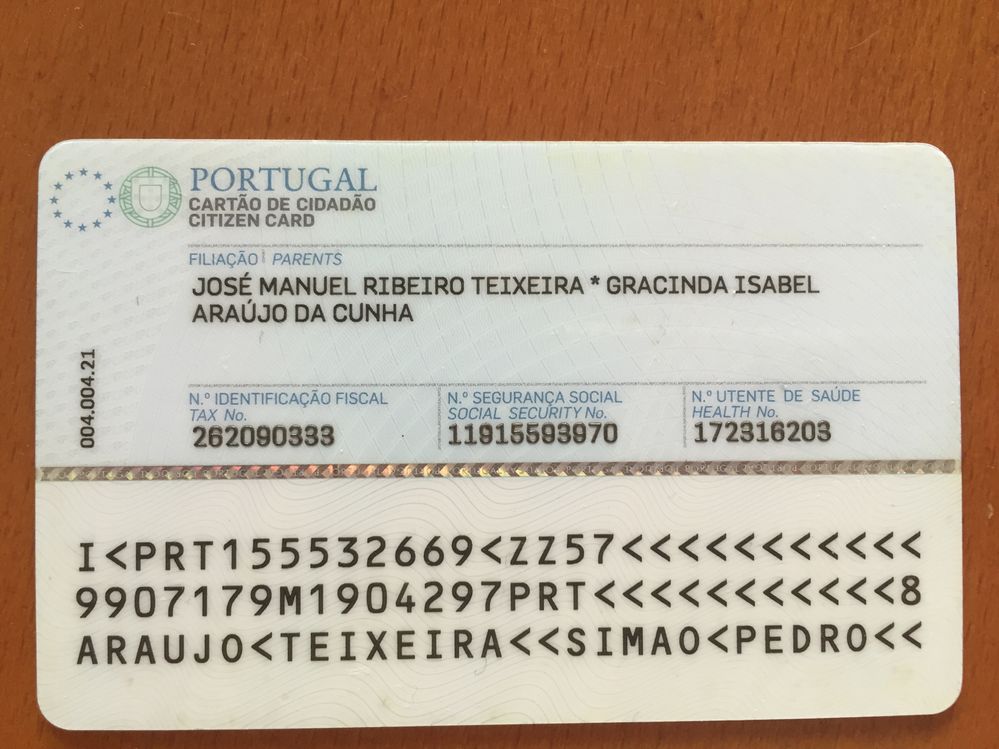 PORTUGAL
CARTÃO DE CIDADÃO
CITIZEN CARD
FILIAÇÃO | PARENTS
JOSÉ MANUEL RIBEIRO TEIXEIRA * GRACINDA ISABEL
ARAÚJO DA CUNHA
004.004.21
N.º IDENTIFICAÇÃO FISCAL
TAX No.
262090333
N.º SEGURANÇA SOCIAL
SOCIAL SECURITY No.
11915593970
N.º UTENTE DE SAÚDE
HEALTH No.
172316203
I<PRT155532669<ZZ57<<<<<<<<<<<
9907179M1904297PRT<<<<<<<<<<<8
ARAUJO<TEIXEIRA<<SIMAO<PEDRO<<